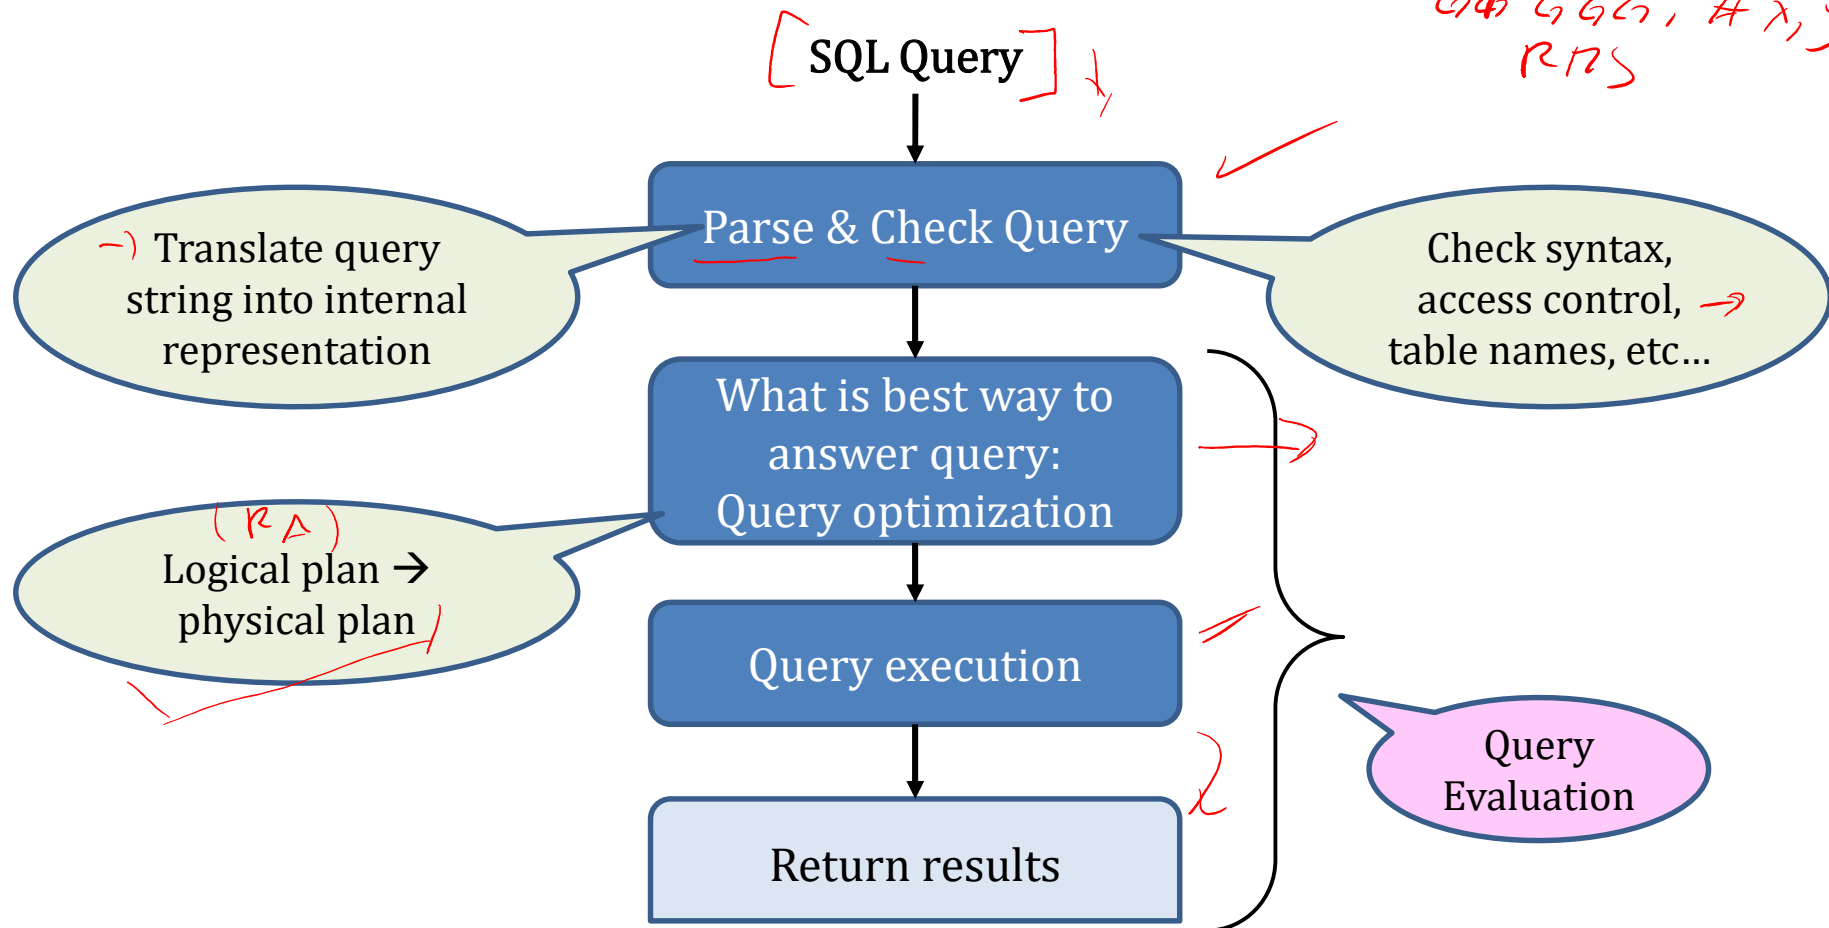 SQL Query
Parse & Check Query
Translate query
string into internal
representation
Check syntax,
access control,
table names, etc...
What is best way to
answer query:
Query optimization
(RA)
Logical plan →
physical plan
Query execution
Query
Evaluation
Return results